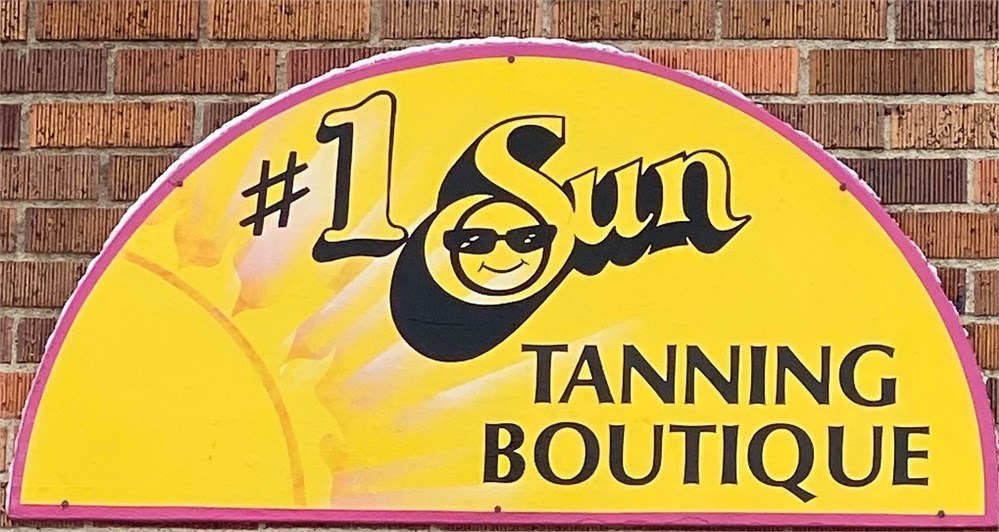 #1 Sun
TANNING
BOUTIQUE